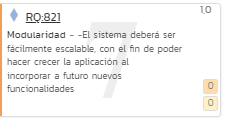 RQ:821
1,0
Modularidad - -El sistema deberá ser
fácilmente escalable, con el fin de poder
hacer crecer la aplicación al
incorporar a futuro nuevos
funcionalidades
7
0
0